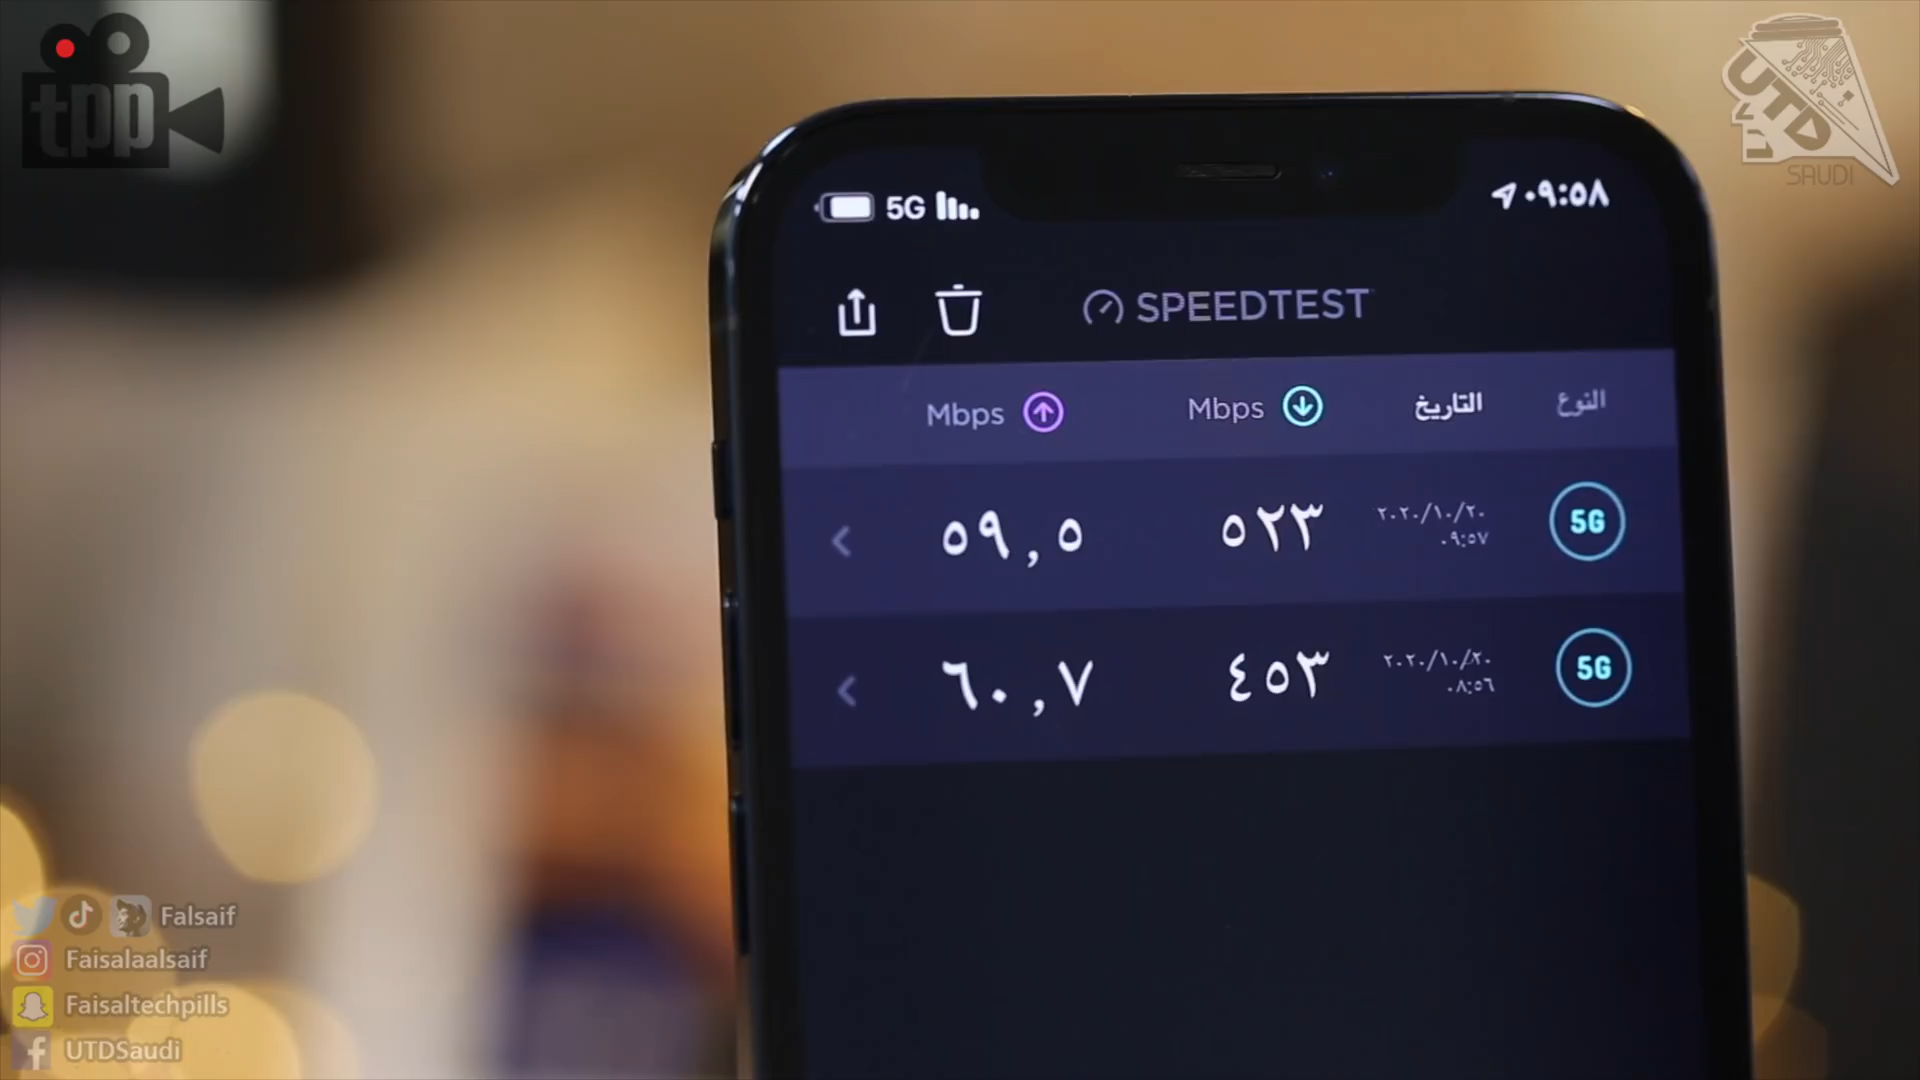 tpp
UTD
SAUDI
5G
٠٩:٥٨
SPEEDTEST
النوع
التاريخ
Mbps
Mbps
5G
٢٠٢٠/١٠/٢٠
٠٩:٥٧
٥٢٣
٥٩,٥
5G
٢٠٢٠/١٠/٢٠
٠٨:٥٦
٤٥٣
٦٠,٧
Falsaif
Faisalaalsaif
Faisaltechpills
UTDSaudi